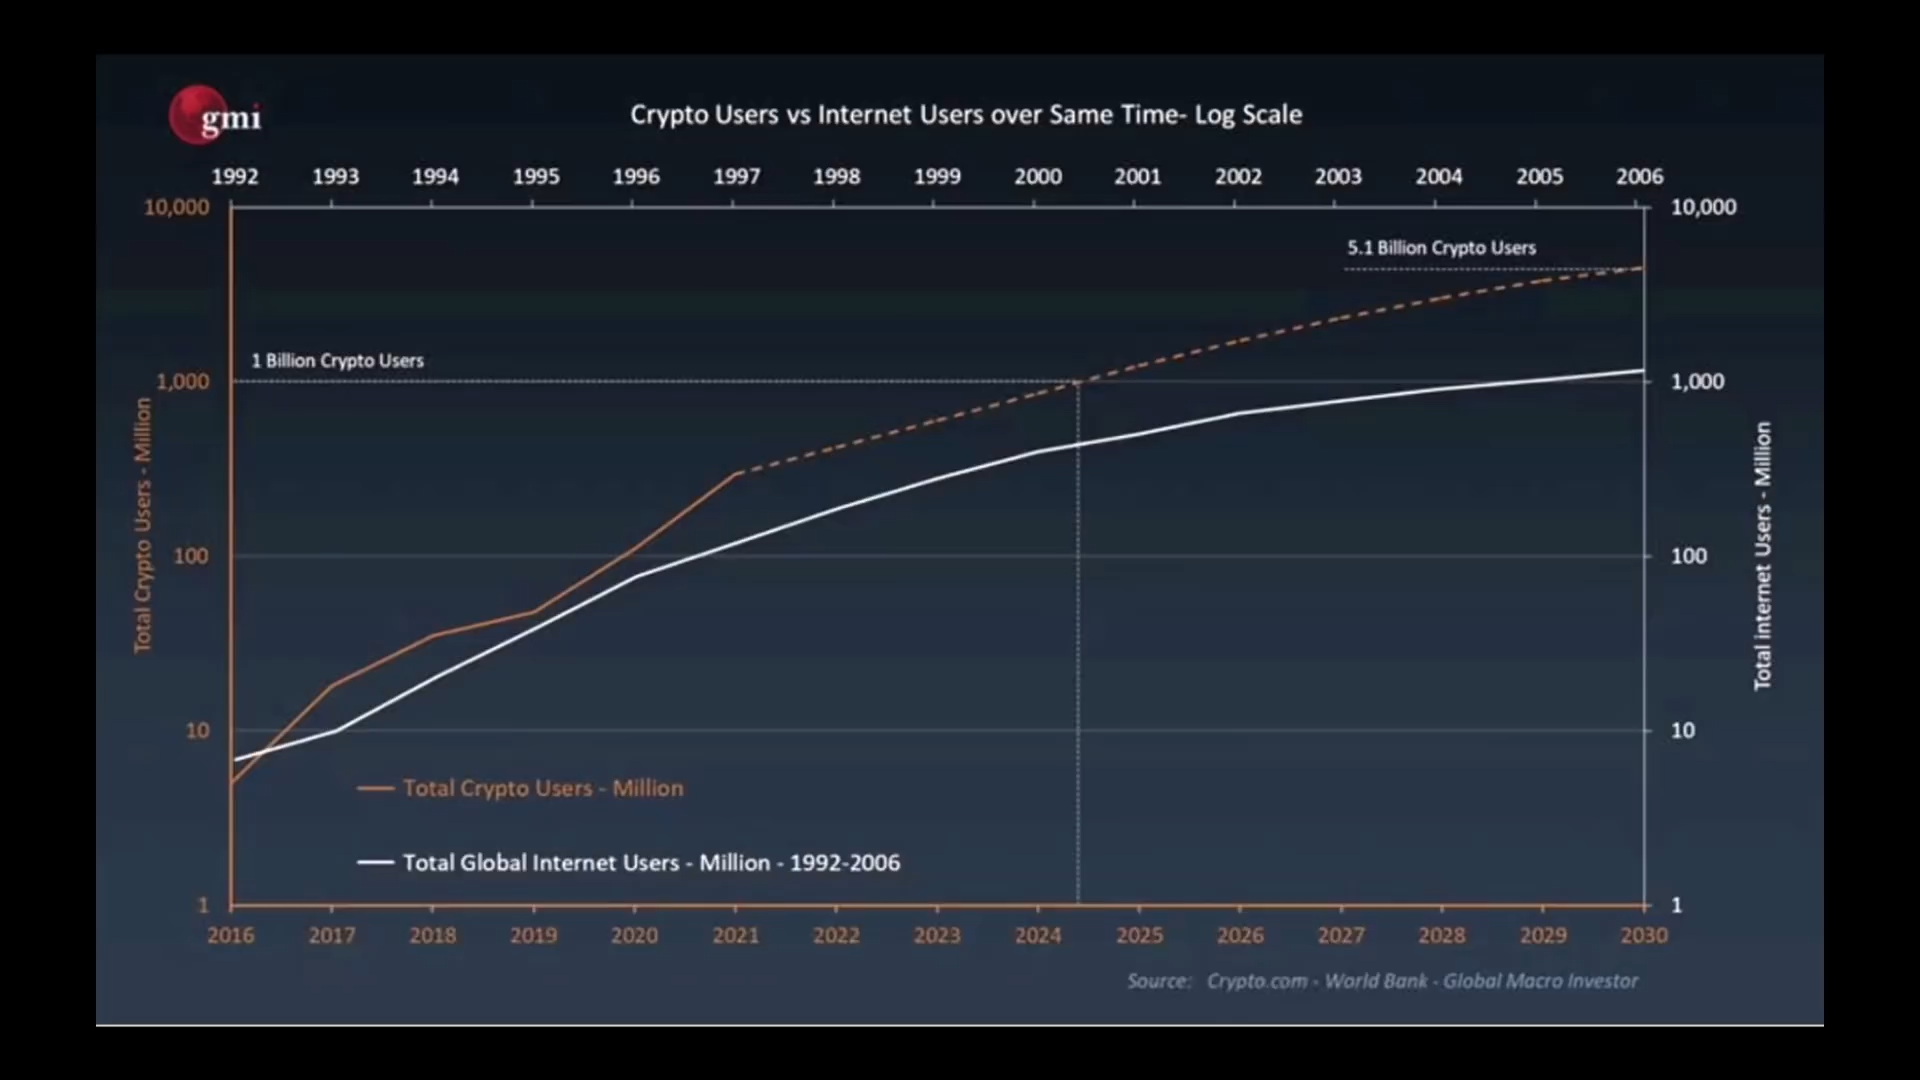 gmi
Crypto Users vs Internet Users over Same Time- Log Scale
1992 1993 1994 1995 1996 1997 1998 1999 2000 2001 2002 2003 2004 2005 2006
10,000 10,000
5.1 Billion Crypto Users
1 Billion Crypto Users
1,000 1,000
Total Crypto Users - Million
Total internet Users - Million
100 100
10 10
Total Crypto Users - Million
Total Global Internet Users - Million - 1992-2006
1 1
2016 2017 2018 2019 2020 2021 2022 2023 2024 2025 2026 2027 2028 2029 2030
Source: Crypto.com - World Bank - Global Macro Investor